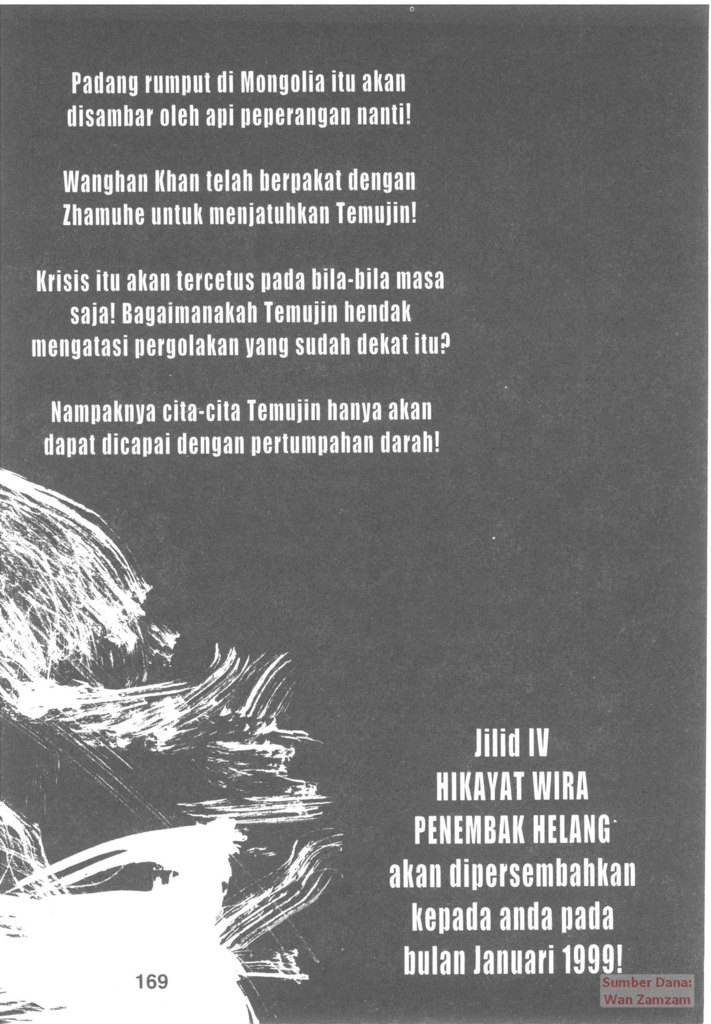 Padang rumput di Mongolia itu akan
disambar oleh api peperangan nanti!
Wanghan Khan telah berpakat dengan
Zhamuhe untuk menjatuhkan Temujin!
Krisis itu akan tercetus pada bila-bila masa
saja! Bagaimanakah Temujin hendak
mengatasi pergolakan yang sudah dekat itu?
Nampaknya cita-cita Temujin hanya akan
dapat dicapai dengan pertumpahan darah!
Jilid IV
HIKAYAT WIRA
PENEMBAK HELANG
akan dipersembahkan
kepada anda pada
bulan Januari 1999!
169
Sumber Dana:
Wan Zamzam